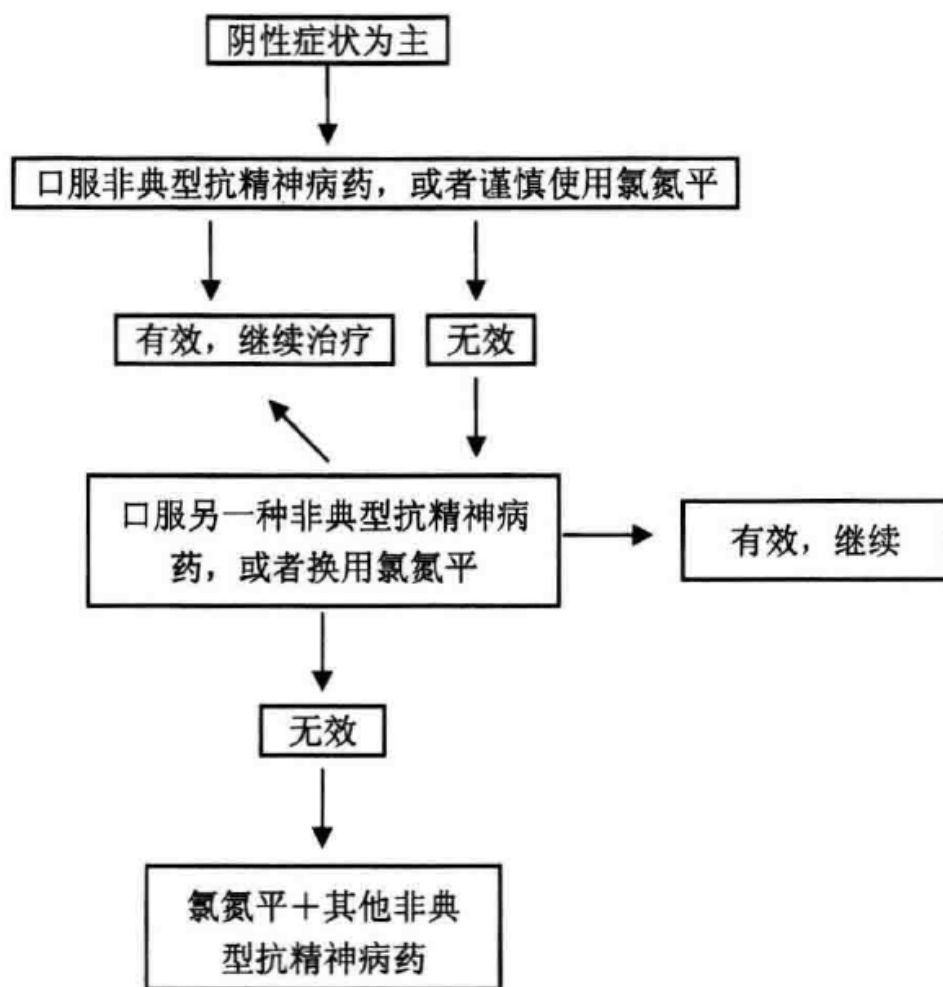 阴性症状为主
口服非典型抗精神病药，或者谨慎使用氯氮平
有效，继续治疗
无效
口服另一种非典型抗精神病
药，或者换用氯氮平
有效，继续
无效
氯氮平＋其他非典
型抗精神病药